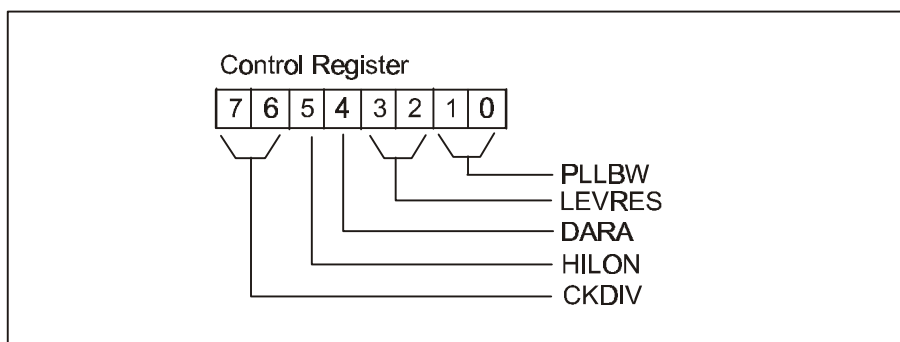 Control Register
7 6 5 4 3 2 1 0
PLLBW
LEVRES
DARA
HILON
CKDIV